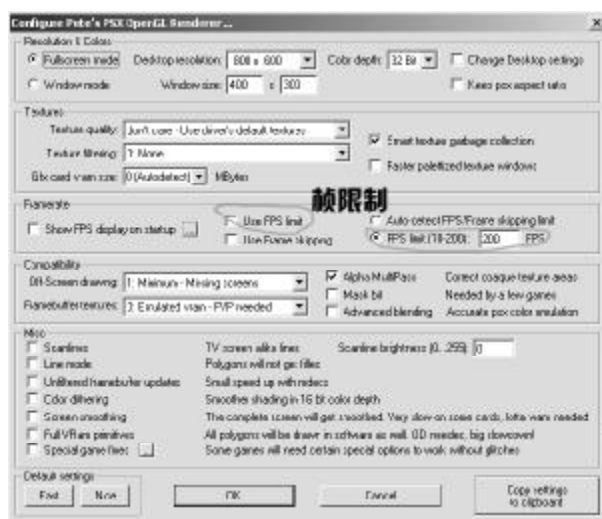 Configure Pete's PSX OpenGL Renderer...
Resolution & Colors
Fullscreen mode Desktop resolution: 800 x 600 Color depth: 32 Bit Change Desktop settings
Window mode Window size: 400 x 300 Keep psx aspect ratio
Textures
Texture quality: Don't care - Use driver's default textures
Texture filtering: 0: None
Gfx card vram size: 0 (Autodetect) MBytes
Smart texture garbage collection
Faster palettized texture windows
Framerate
桢限制
Show FPS display on startup ...
Use FPS limit
Use Frame skipping
Auto-detect FPS/Frame skipping limit
FPS limit (10-200): 200 FPS
Compatibility
Off-Screen drawing: 1: Minimum - Missing screens
Framebuffer textures: 3: Emulated vram - PVP needed
Alpha MultiPass Correct opaque texture areas
Mask bit Needed by a few games
Advanced blending Accurate psx color emulation
Misc
Scanlines TV screen alike lines Scanline brightness (0...255): 0
Line mode Polygons will not get filled
Unfiltered framebuffer updates Small speed up with mdecs
Color dithering Smoother shading in 16 bit color depth
Screen smoothing The complete screen will get smoothed. Very slow on some cards, lotta vram needed
Full VRam primitives All polygons will be drawn in software as well. GD needed, big slowdown!
Special game fixes ... Some games will need certain special options to work without glitches
Default settings
Fast Nice OK Cancel Copy settings to clipboard